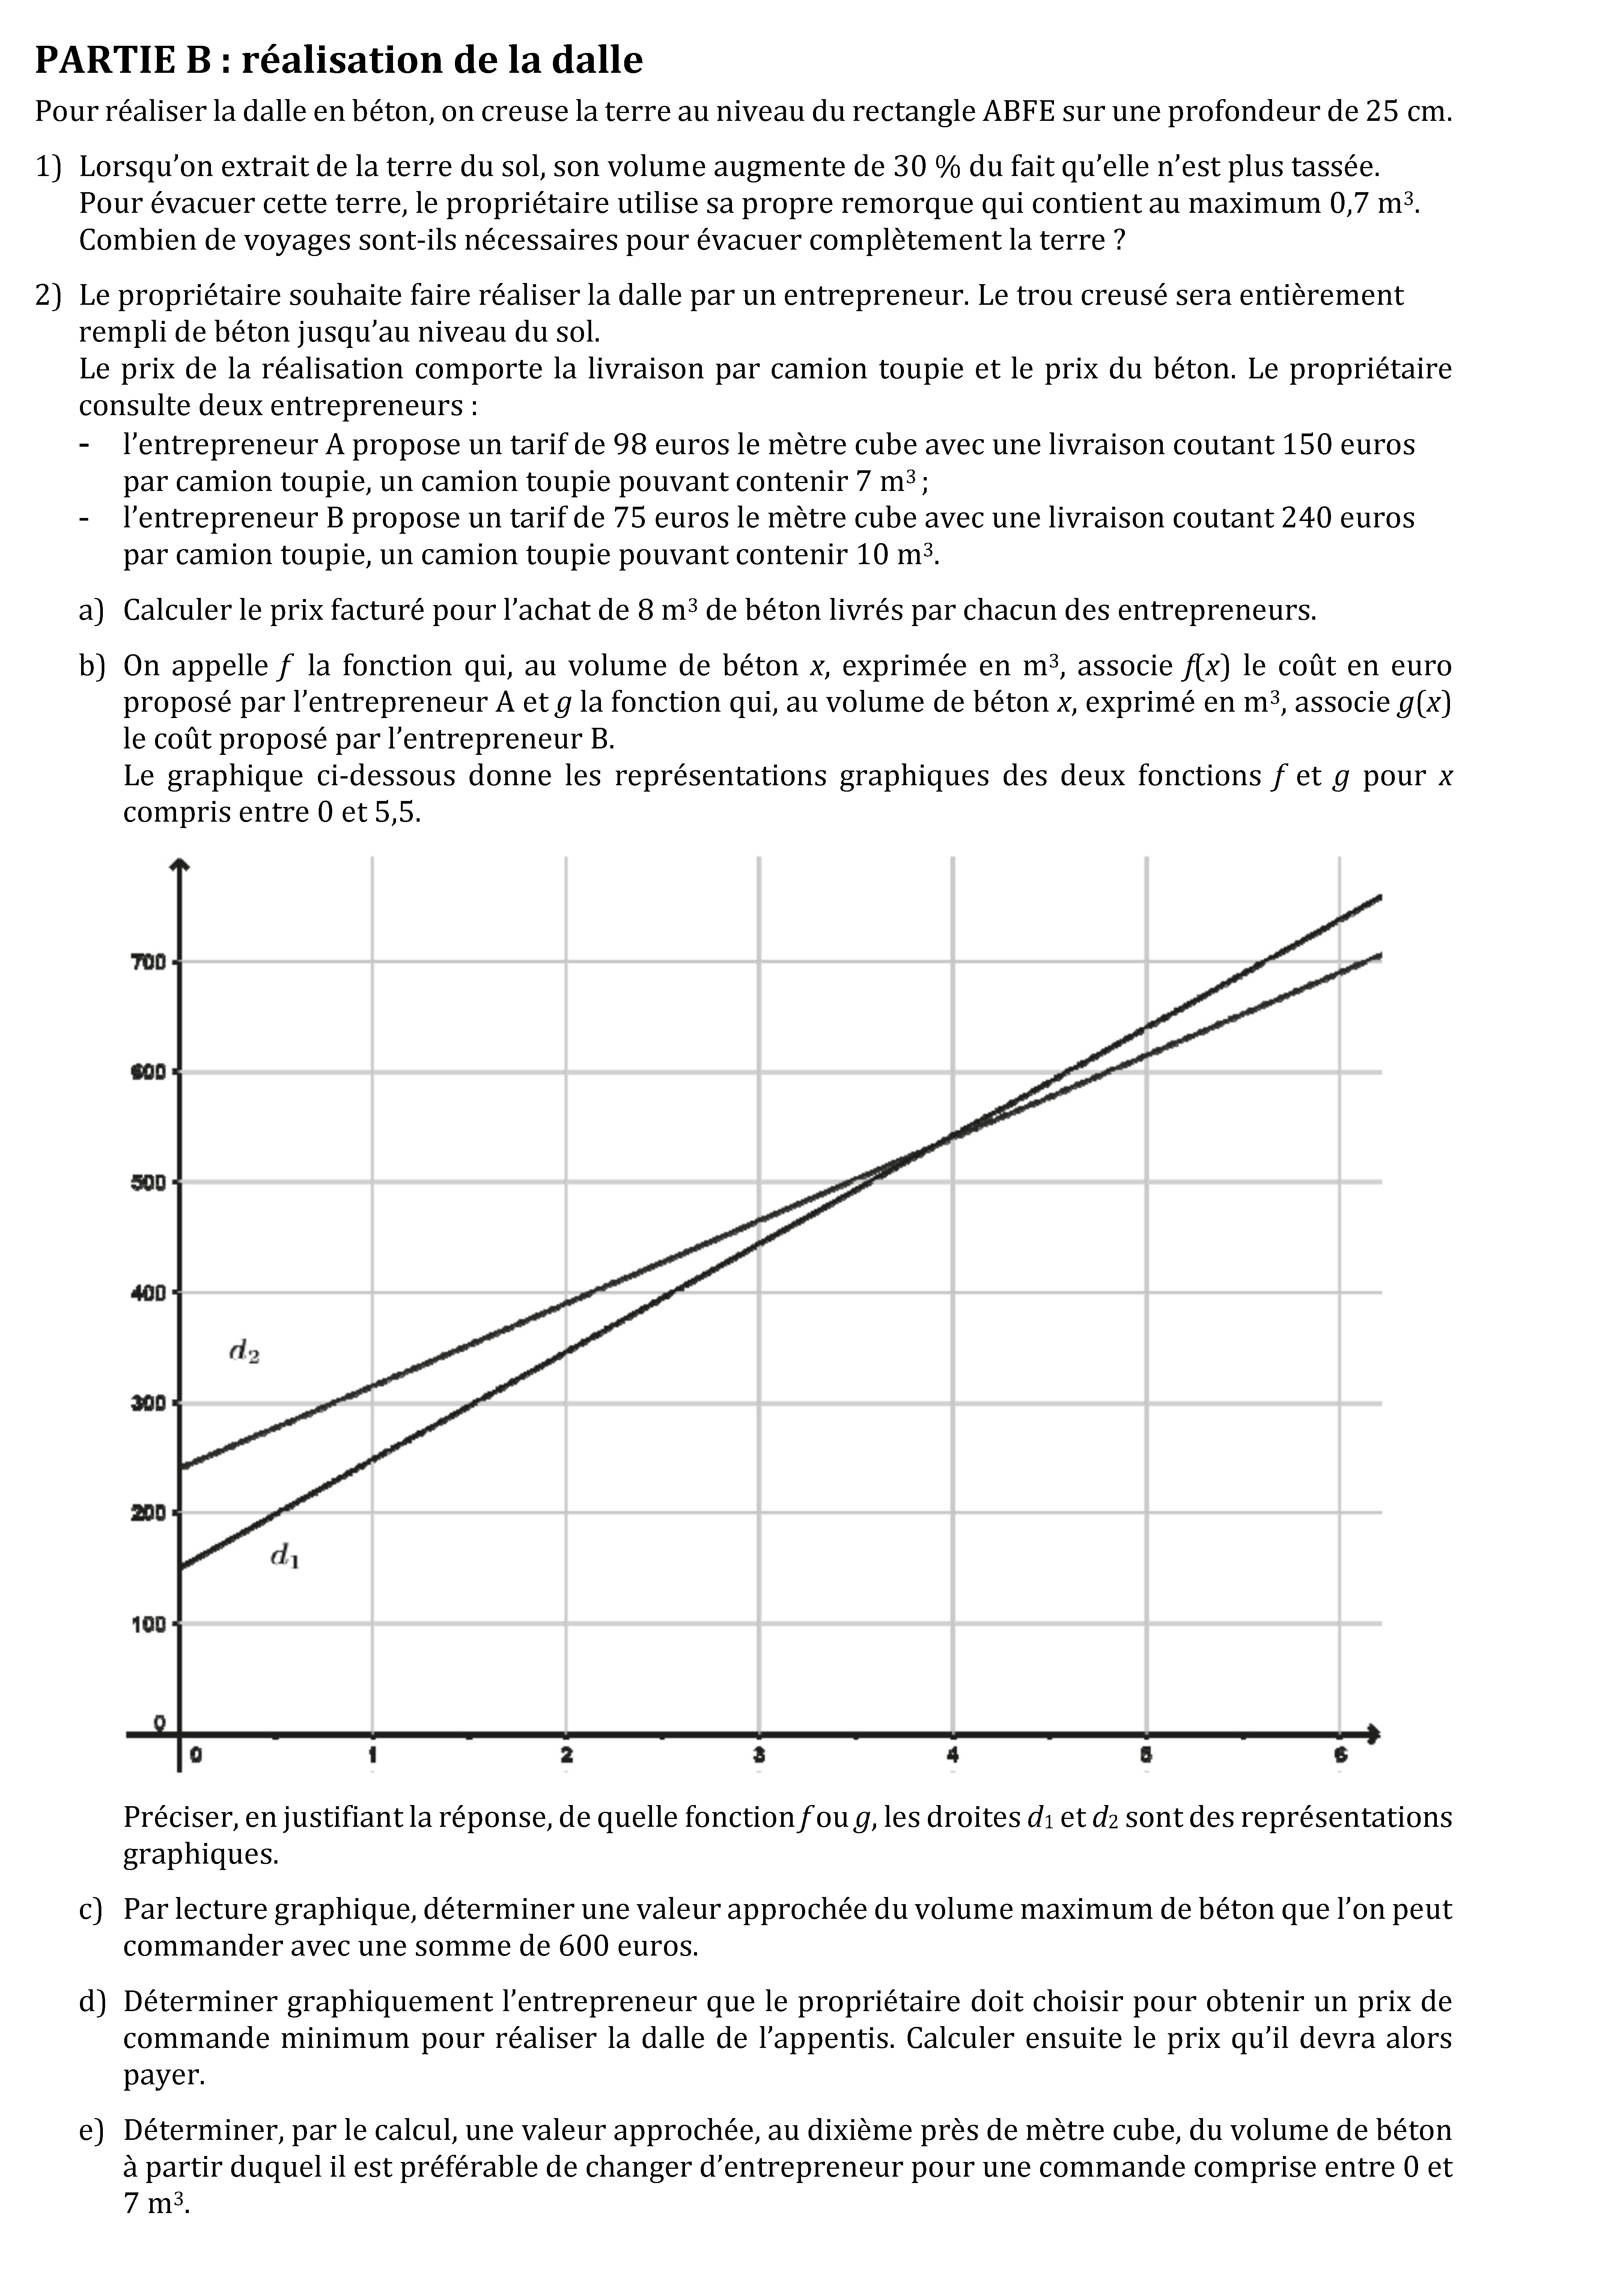 PARTIE B : réalisation de la dalle
Pour réaliser la dalle en béton, on creuse la terre au niveau du rectangle ABFE sur une profondeur de 25 cm.
1) Lorsqu’on extrait de la terre du sol, son volume augmente de 30 % du fait qu’elle n’est plus tassée.
Pour évacuer cette terre, le propriétaire utilise sa propre remorque qui contient au maximum 0,7 m³.
Combien de voyages sont-ils nécessaires pour évacuer complètement la terre ?
2) Le propriétaire souhaite faire réaliser la dalle par un entrepreneur. Le trou creusé sera entièrement
rempli de béton jusqu’au niveau du sol.
Le prix de la réalisation comporte la livraison par camion toupie et le prix du béton. Le propriétaire
consulte deux entrepreneurs :
- l’entrepreneur A propose un tarif de 98 euros le mètre cube avec une livraison coutant 150 euros
par camion toupie, un camion toupie pouvant contenir 7 m³ ;
- l’entrepreneur B propose un tarif de 75 euros le mètre cube avec une livraison coutant 240 euros
par camion toupie, un camion toupie pouvant contenir 10 m³.
a) Calculer le prix facturé pour l’achat de 8 m³ de béton livrés par chacun des entrepreneurs.
b) On appelle f la fonction qui, au volume de béton x, exprimée en m³, associe f(x) le coût en euro
proposé par l’entrepreneur A et g la fonction qui, au volume de béton x, exprimé en m³, associe g(x)
le coût proposé par l’entrepreneur B.
Le graphique ci-dessous donne les représentations graphiques des deux fonctions f et g pour x
compris entre 0 et 5,5.
700
600
500
400
d₂
300
200
d₁
100
0
0 1 2 3 4 5 6
Préciser, en justifiant la réponse, de quelle fonction f ou g, les droites d₁ et d₂ sont des représentations
graphiques.
c) Par lecture graphique, déterminer une valeur approchée du volume maximum de béton que l’on peut
commander avec une somme de 600 euros.
d) Déterminer graphiquement l’entrepreneur que le propriétaire doit choisir pour obtenir un prix de
commande minimum pour réaliser la dalle de l’appentis. Calculer ensuite le prix qu’il devra alors
payer.
e) Déterminer, par le calcul, une valeur approchée, au dixième près de mètre cube, du volume de béton
à partir duquel il est préférable de changer d’entrepreneur pour une commande comprise entre 0 et
7 m³.